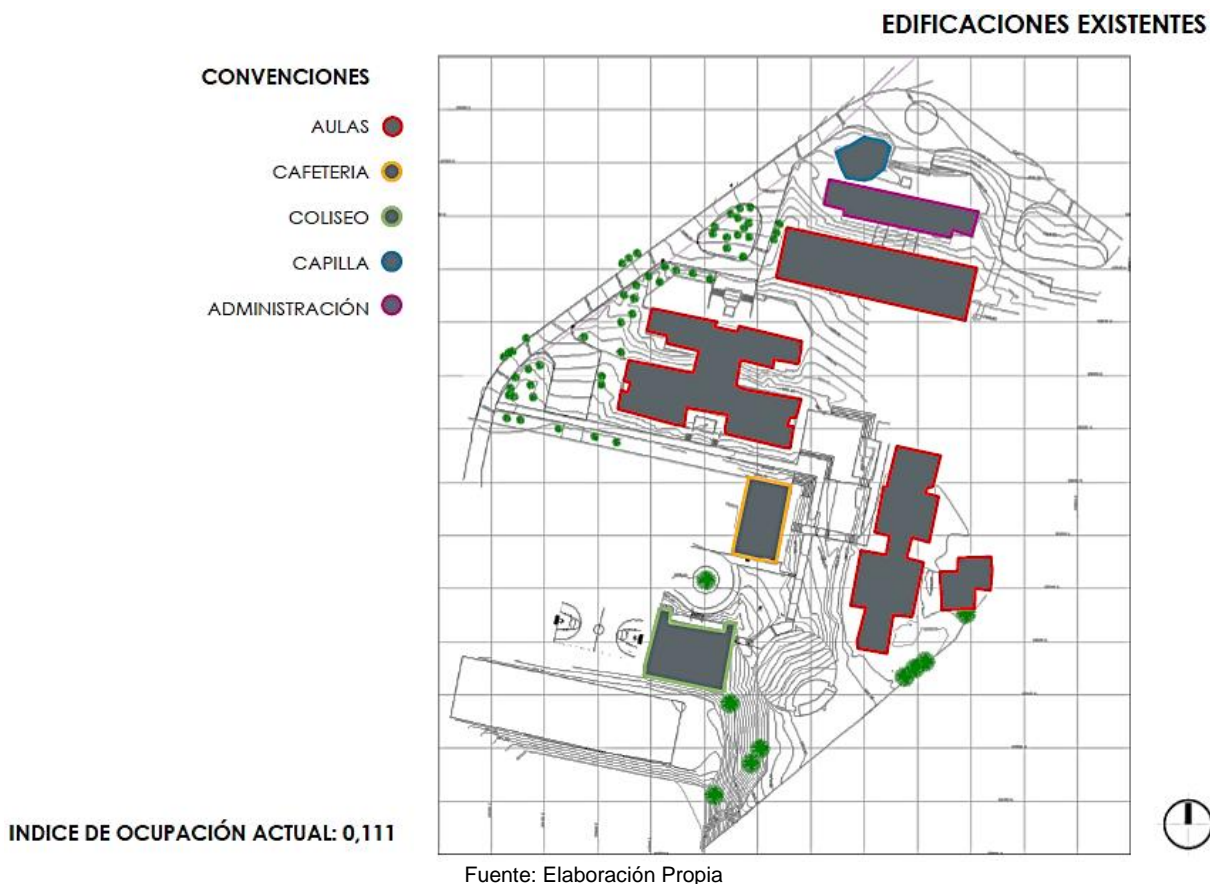 EDIFICACIONES EXISTENTES
CONVENCIONES
AULAS
CAFETERIA
COLISEO
CAPILLA
ADMINISTRACIÓN
INDICE DE OCUPACIÓN ACTUAL: 0,111
Fuente: Elaboración Propia